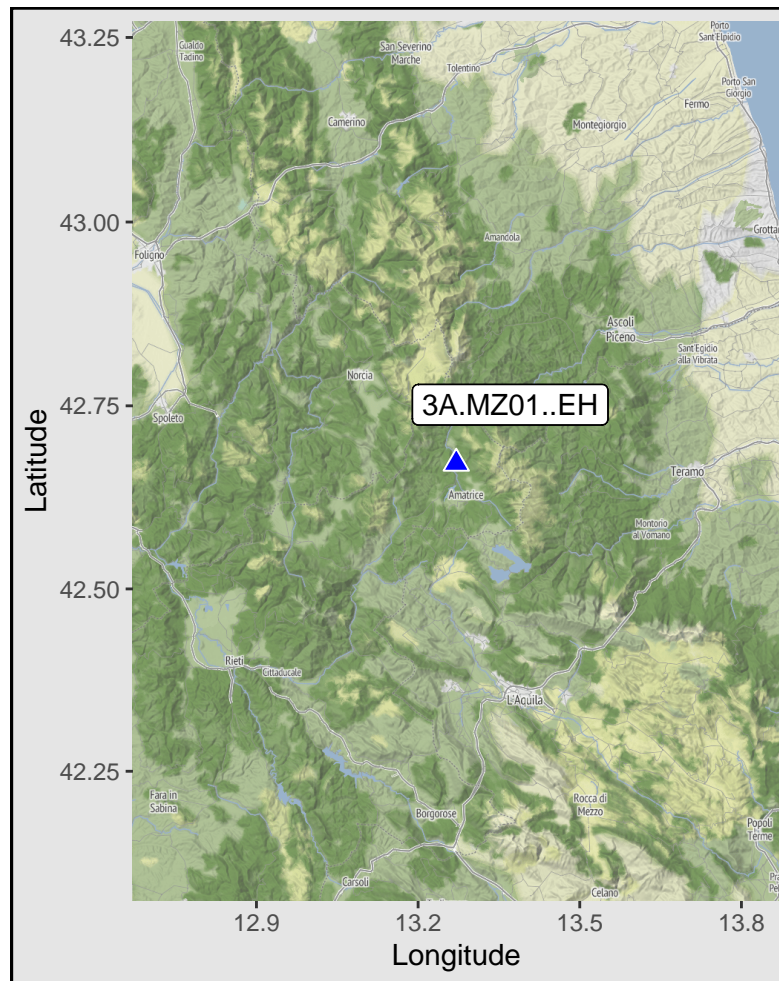 43.25
43.00
42.75
42.50
42.25
Latitude
12.9
13.2
13.5
13.8
Longitude
3A.MZ01..EH
Gualdo
Tadino
San Severino
Marche
Tolentino
Porto
Sant'Elpidio
Porto San
Giorgio
Fermo
Camerino
Montegiorgio
Foligno
Amandola
Grottar
Ascoli
Piceno
Sant'Egidio
alla Vibrata
Norcia
Spoleto
Teramo
Amatrice
Montorio
al Vomano
Rieti
Cittaducale
L'Aquila
Fara in
Sabina
Borgorose
Rocca di
Mezzo
Popoli
Terme
Carsoli
Celano
Pra
Pel